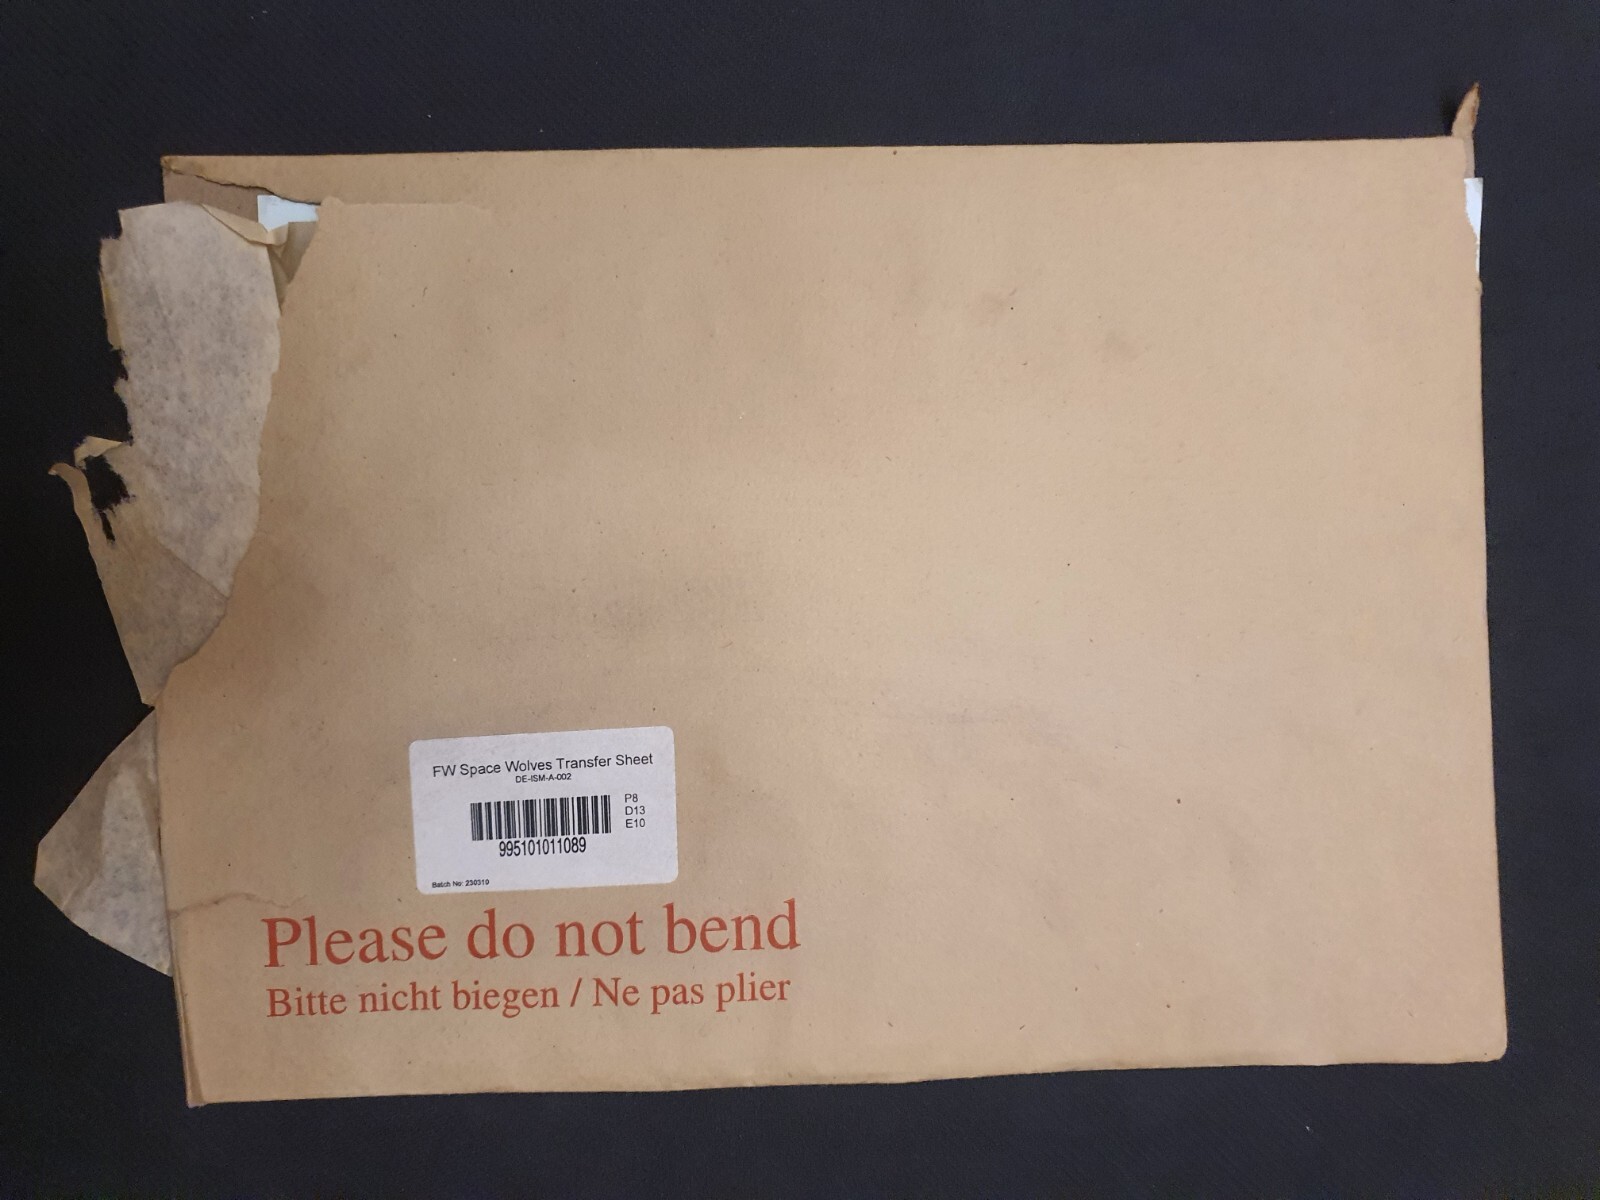 FW Space Wolves Transfer Sheet
DE-ISM-A-002
P8
D13
E10
995101011089
Batch No: 230310
Please do not bend
Bitte nicht biegen / Ne pas plier